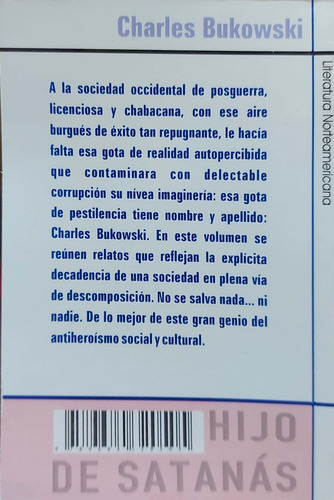 Charles Bukowski
Literatura Norteamericana
A la sociedad occidental de posguerra,
licenciosa y chabacana, con ese aire
burgués de éxito tan repugnante, le hacía
falta esa gota de realidad autopercibida
que contaminara con delectable
corrupción su nívea imaginería: esa gota
de pestilencia tiene nombre y apellido:
Charles Bukowski. En este volumen se
reúnen relatos que reflejan la explícita
decadencia de una sociedad en plena vía
de descomposición. No se salva nada... ni
nadie. De lo mejor de este gran genio del
antiheroísmo social y cultural.
HIJO
DE SATANÁS